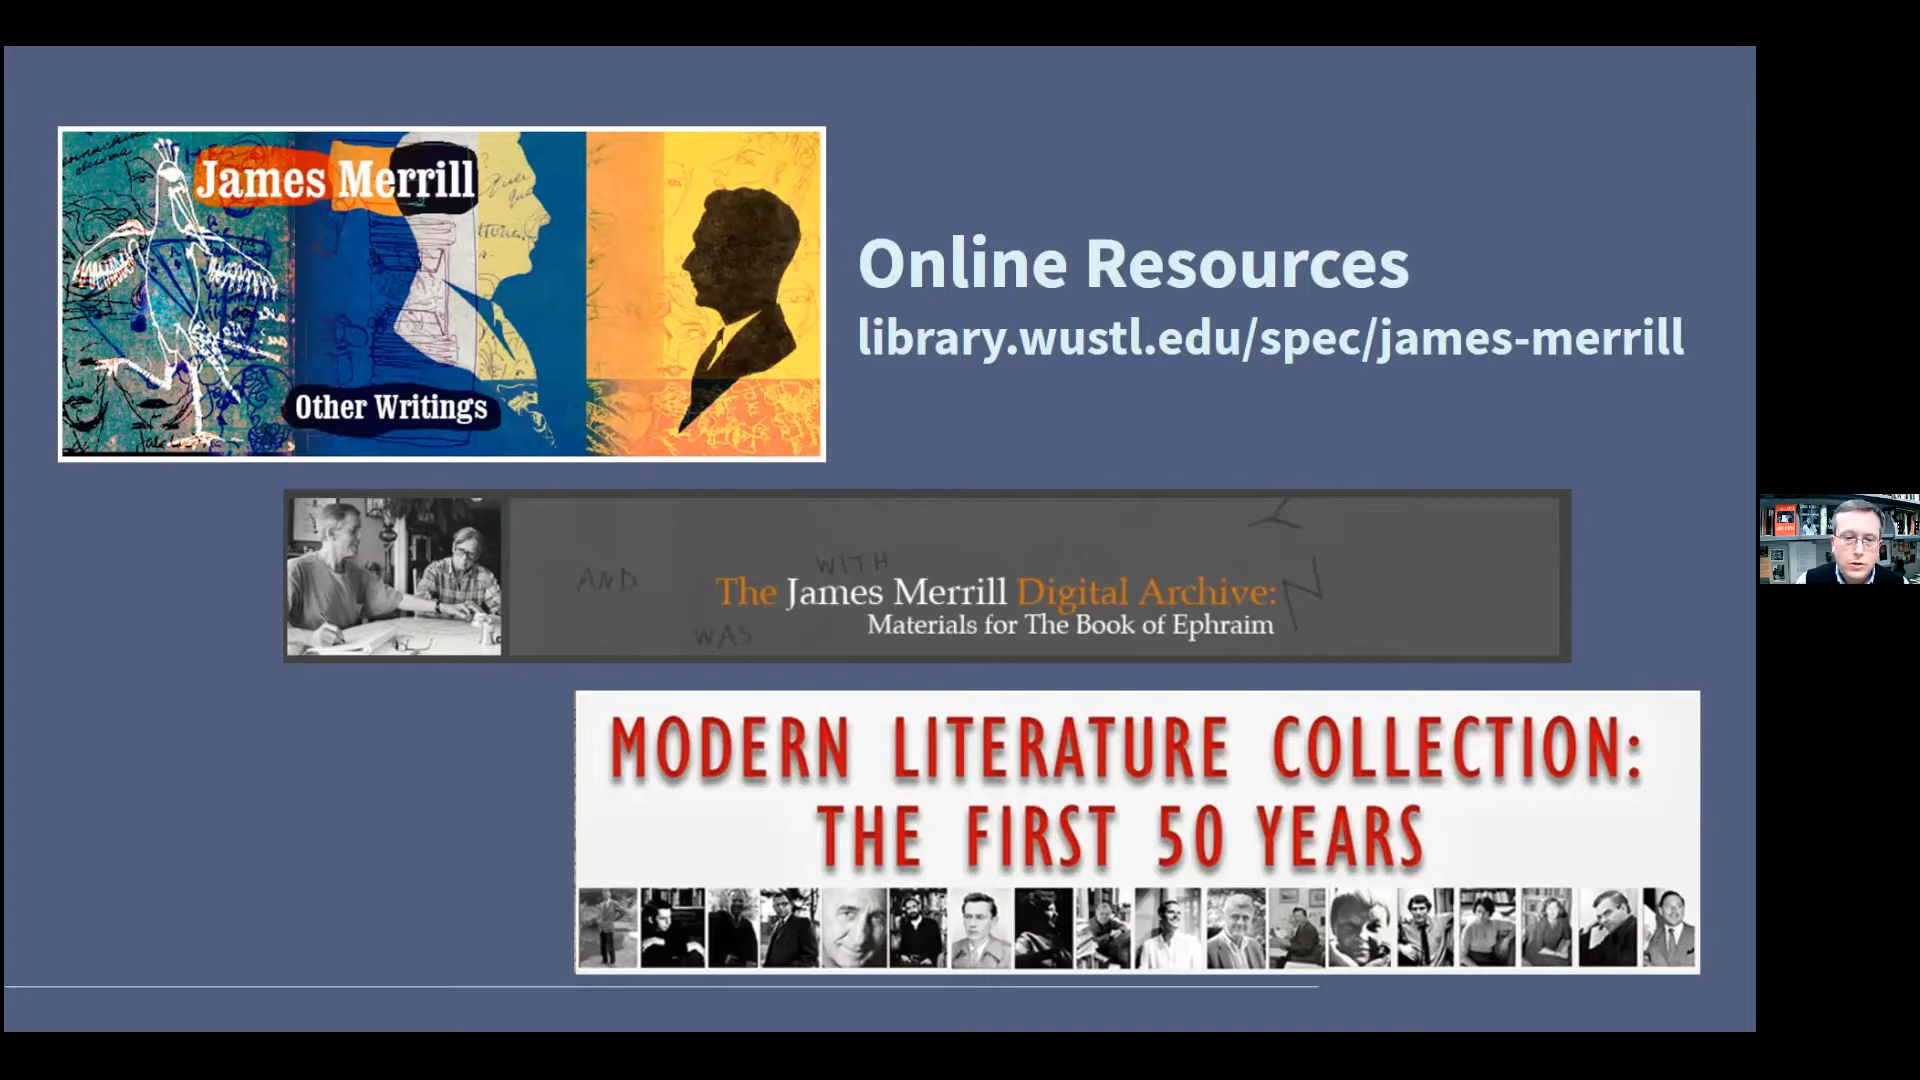 James Merrill
Other Writings
Online Resources
library.wustl.edu/spec/james-merrill
AND
WITH
WAS
The James Merrill Digital Archive:
Materials for The Book of Ephraim
MODERN LITERATURE COLLECTION:
THE FIRST 50 YEARS